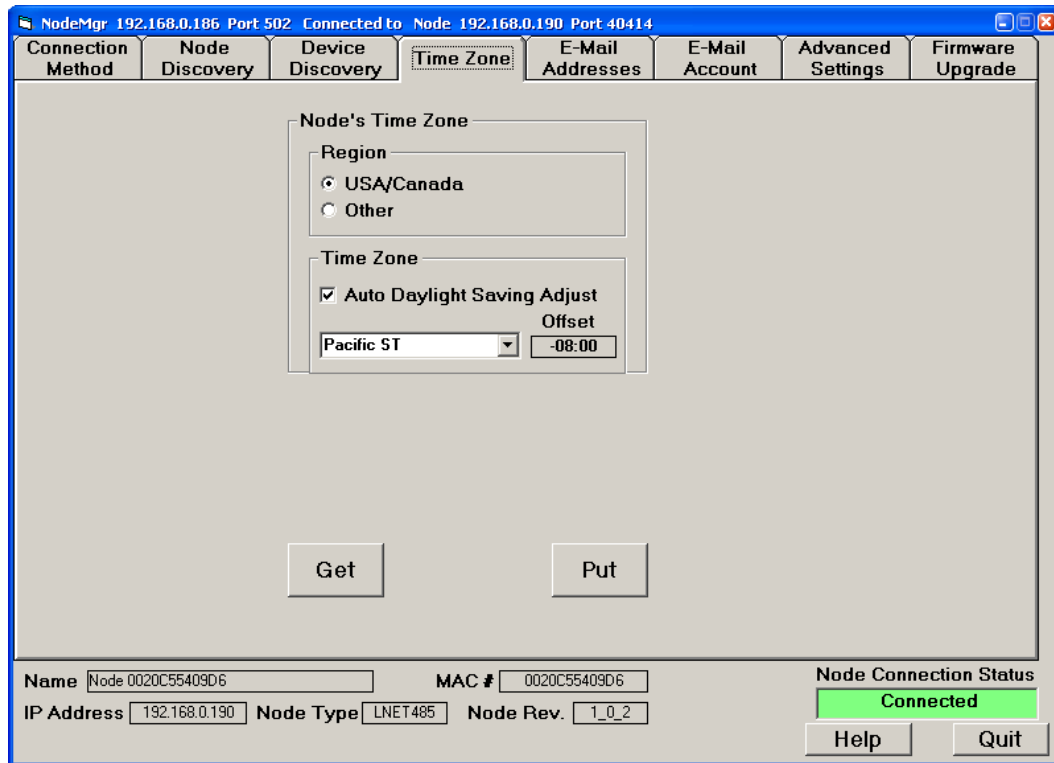 NodeMgr 192.168.0.186 Port 502 Connected to Node 192.168.0.190 Port 40414
Connection Method
Node Discovery
Device Discovery
Time Zone
E-Mail Addresses
E-Mail Account
Advanced Settings
Firmware Upgrade
Node's Time Zone
Region
USA/Canada
Other
Time Zone
Auto Daylight Saving Adjust
Offset
Pacific ST
-08:00
Get
Put
Name Node 0020C55409D6 MAC # 0020C55409D6
Node Connection Status
Connected
IP Address 192.168.0.190 Node Type LNET485 Node Rev. 1_0_2
Help
Quit